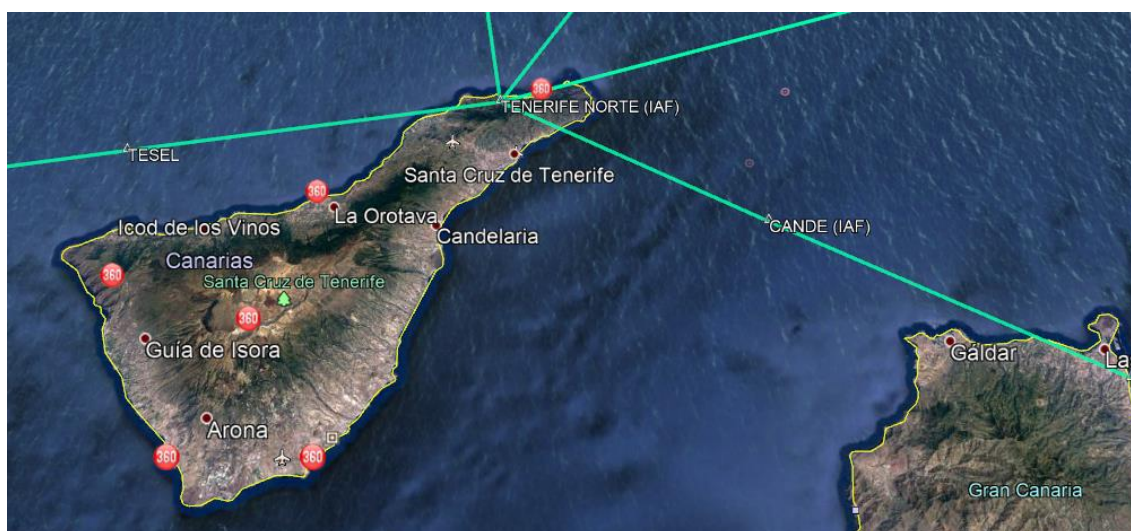 360
TENERIFE NORTE (IAF)
TESEL
Santa Cruz de Tenerife
360
La Orotava
Icod de los Vinos
CANDE (IAF)
Candelaria
Canarias
360
Santa Cruz de Tenerife
360
Guía de Isora
Gáldar
La
Arona
360
360
Gran Canaria